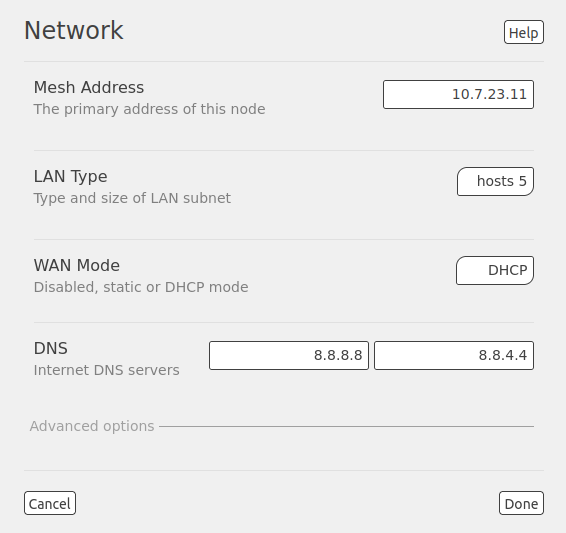 Network
Help
Mesh Address
10.7.23.11
The primary address of this node
LAN Type
hosts 5
Type and size of LAN subnet
WAN Mode
DHCP
Disabled, static or DHCP mode
DNS
8.8.8.8
8.8.4.4
Internet DNS servers
Advanced options
Cancel
Done